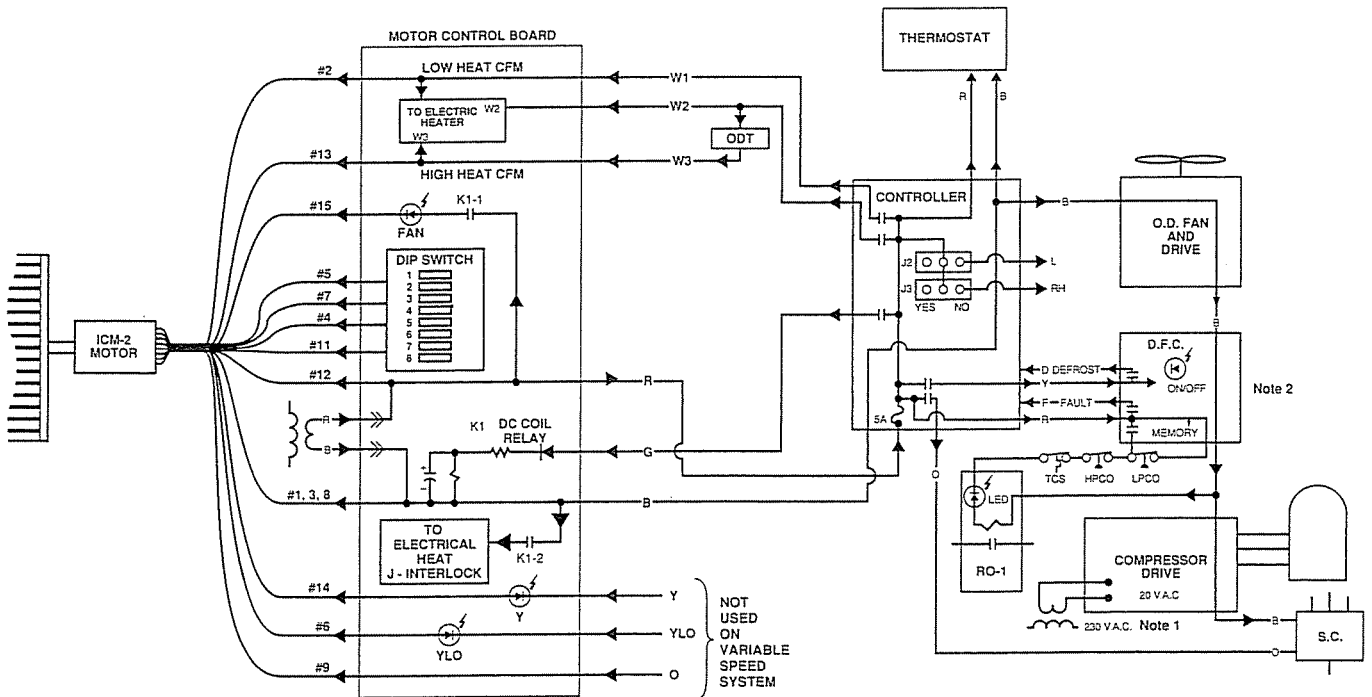 MOTOR CONTROL BOARD
THERMOSTAT
#2
LOW HEAT CFM
W1
TO ELECTRIC
HEATER
W2
W3
W2
ODT
#13
HIGH HEAT CFM
W3
R
B
CONTROLLER
B
O.D. FAN
AND
DRIVE
#15
FAN
K1-1
J2
L
J3
RH
YES
NO
DIP SWITCH
1
2
3
4
5
6
7
8
#5
#7
#4
#11
#12
ICM-2
MOTOR
R
B
R
B
D.F.C.
ON/OFF
Note 2
D DEFROST
Y
F FAULT
R
MEMORY
5A
K1
DC COIL
RELAY
G
#1, 3, 8
B
O
TCS
HPCO
LPCO
LED
RO-1
TO
ELECTRICAL
HEAT
J - INTERLOCK
K1-2
COMPRESSOR
DRIVE
20 V.A.C
230 V.A.C.
Note 1
B
O
S.C.
#14
Y
Y
#6
YLO
YLO
#9
O
NOT
USED
ON
VARIABLE
SPEED
SYSTEM